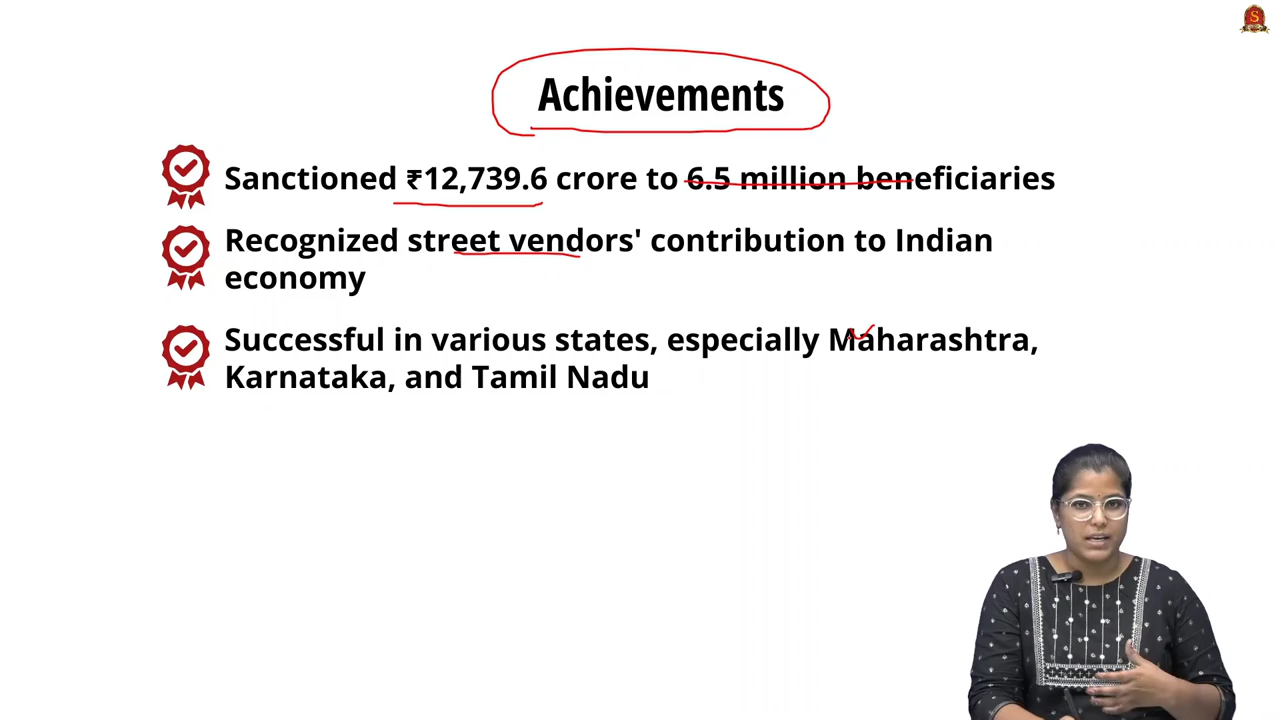 Achievements
Sanctioned ₹12,739.6 crore to 6.5 million beneficiaries
Recognized street vendors' contribution to Indian
economy
Successful in various states, especially Maharashtra,
Karnataka, and Tamil Nadu